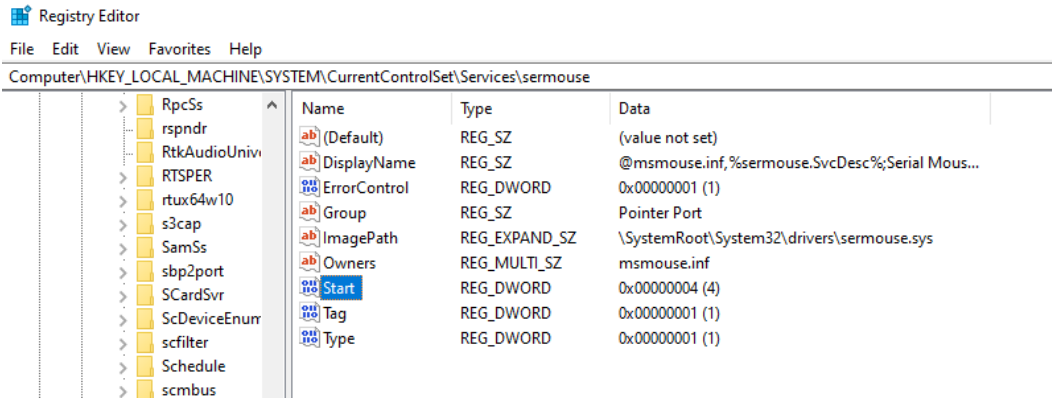 Registry Editor
File Edit View Favorites Help
Computer\HKEY_LOCAL_MACHINE\SYSTEM\CurrentControlSet\Services\sermouse
RpcSs
rspndr
RtkAudioUniv
RTSPER
rtux64w10
s3cap
SamSs
sbp2port
SCardSvr
ScDeviceEnum
scfilter
Schedule
scmbus
Name Type Data
(Default) REG_SZ (value not set)
DisplayName REG_SZ @msmouse.inf,%sermouse.SvcDesc%;Serial Mous...
ErrorControl REG_DWORD 0x00000001 (1)
Group REG_SZ Pointer Port
ImagePath REG_EXPAND_SZ \SystemRoot\System32\drivers\sermouse.sys
Owners REG_MULTI_SZ msmouse.inf
Start REG_DWORD 0x00000004 (4)
Tag REG_DWORD 0x00000001 (1)
Type REG_DWORD 0x00000001 (1)